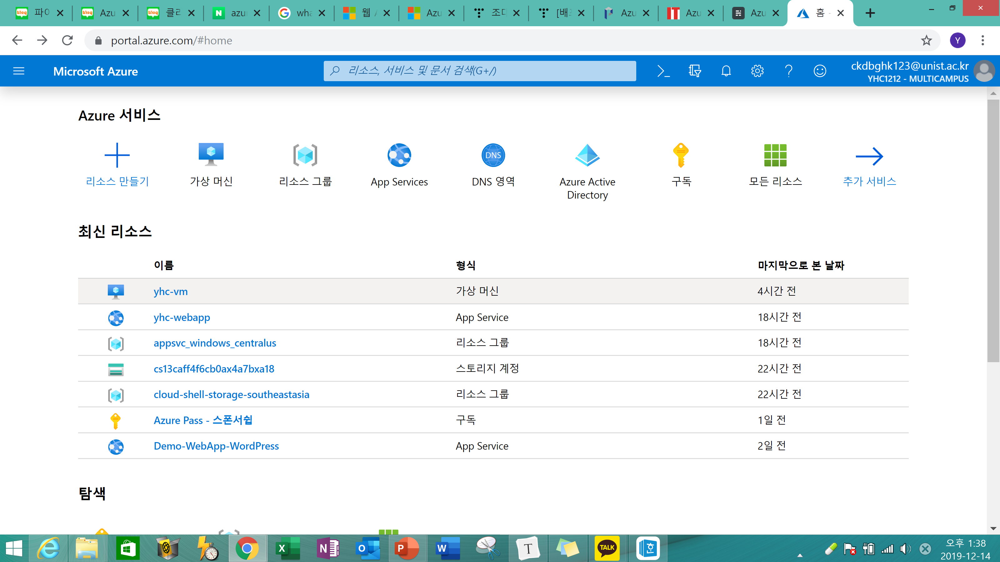 파이 Azu 클라 azu wha 웹 Azu 조 [배 Azu Azu Azu 홈 -
portal.azure.com/#home
Microsoft Azure
리소스, 서비스 및 문서 검색(G+/)
ckdbghk123@unist.ac.kr
YHC1212 - MULTICAMPUS
Azure 서비스
리소스 만들기
가상 머신
리소스 그룹
App Services
DNS
DNS 영역
Azure Active
Directory
구독
모든 리소스
추가 서비스
최신 리소스
이름 형식 마지막으로 본 날짜
yhc-vm 가상 머신 4시간 전
yhc-webapp App Service 18시간 전
appsvc_windows_centralus 리소스 그룹 18시간 전
cs13caff4f6cb0ax4a7bxa18 스토리지 계정 22시간 전
cloud-shell-storage-southeastasia 리소스 그룹 22시간 전
Azure Pass - 스폰서쉽 구독 1일 전
Demo-WebApp-WordPress App Service 2일 전
탐색
TALK
오후 1:38
2019-12-14